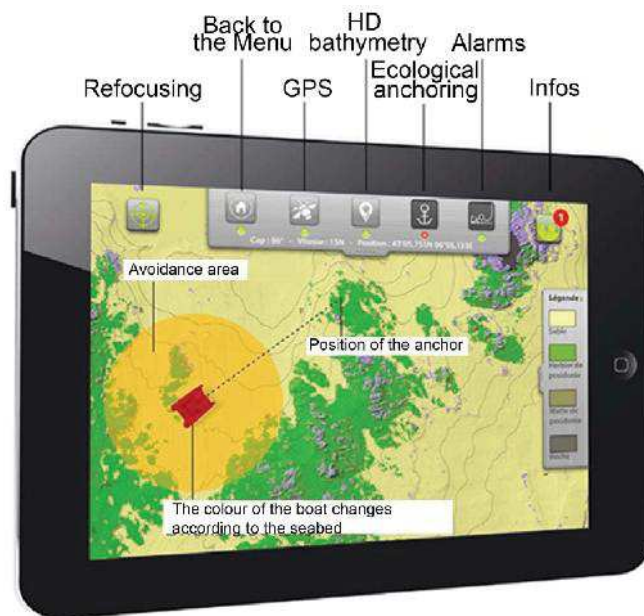 Back to
the Menu
HD
bathymetry
Alarms
Refocusing
GPS
Ecological
anchoring
Infos
1
Avoidance area
Légende :
Sable
Position of the anchor
Herbier de
posidonie
Matte de
posidonie
Roche
The colour of the boat changes
according to the seabed